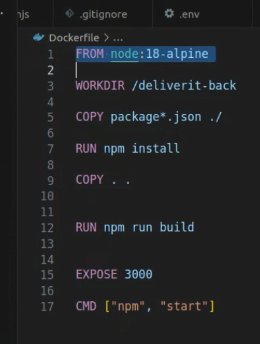 njs
.gitignore
.env
Dockerfile > ...
1 FROM node:18-alpine
2
3 WORKDIR /deliverit-back
4
5 COPY package*.json ./
6
7 RUN npm install
8
9 COPY . .
10
11
12 RUN npm run build
13
14
15 EXPOSE 3000
16
17 CMD ["npm", "start"]